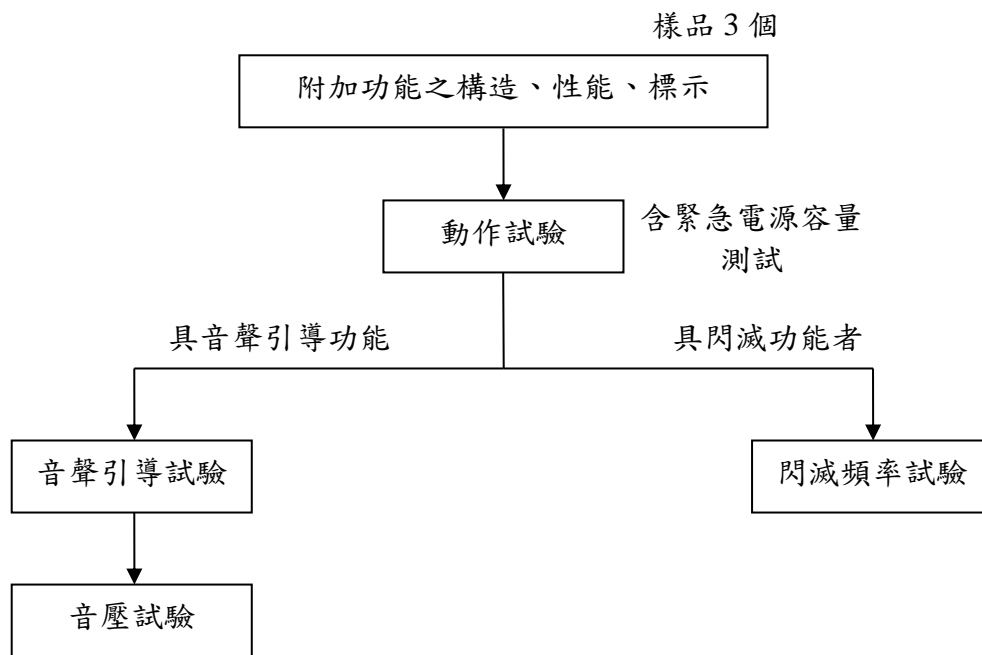 樣品 3 個
附加功能之構造、性能、標示
動作試驗
含緊急電源容量
測試
具音聲引導功能
具閃滅功能者
音聲引導試驗
閃滅頻率試驗
音壓試驗